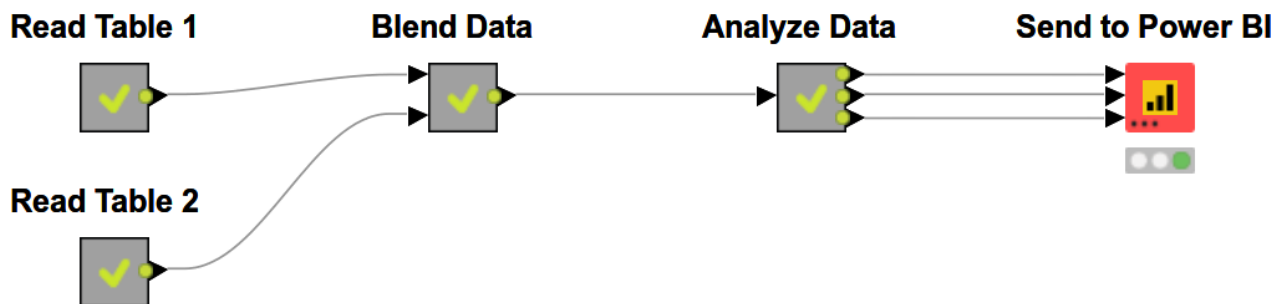 Read Table 1
Blend Data
Analyze Data
Send to Power BI
Read Table 2